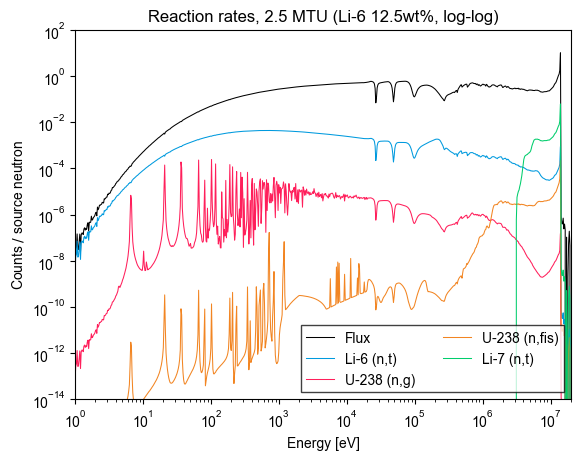 Reaction rates, 2.5 MTU (Li-6 12.5wt%, log-log)
10^2
10^0
10^-2
10^-4
10^-6
10^-8
10^-10
10^-12
10^-14
Counts / source neutron
Flux
Li-6 (n,t)
U-238 (n,g)
U-238 (n,fis)
Li-7 (n,t)
10^0 10^1 10^2 10^3 10^4 10^5 10^6 10^7
Energy [eV]